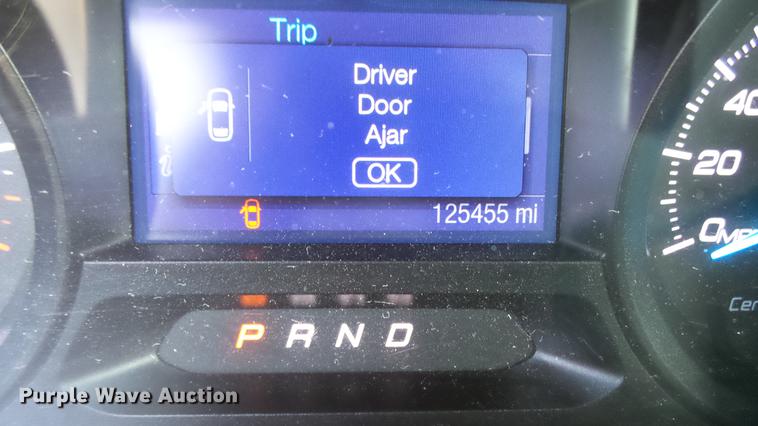 Trip
Driver
Door
Ajar
OK
125455 mi
40
20
0
P R N D
Purple Wave Auction